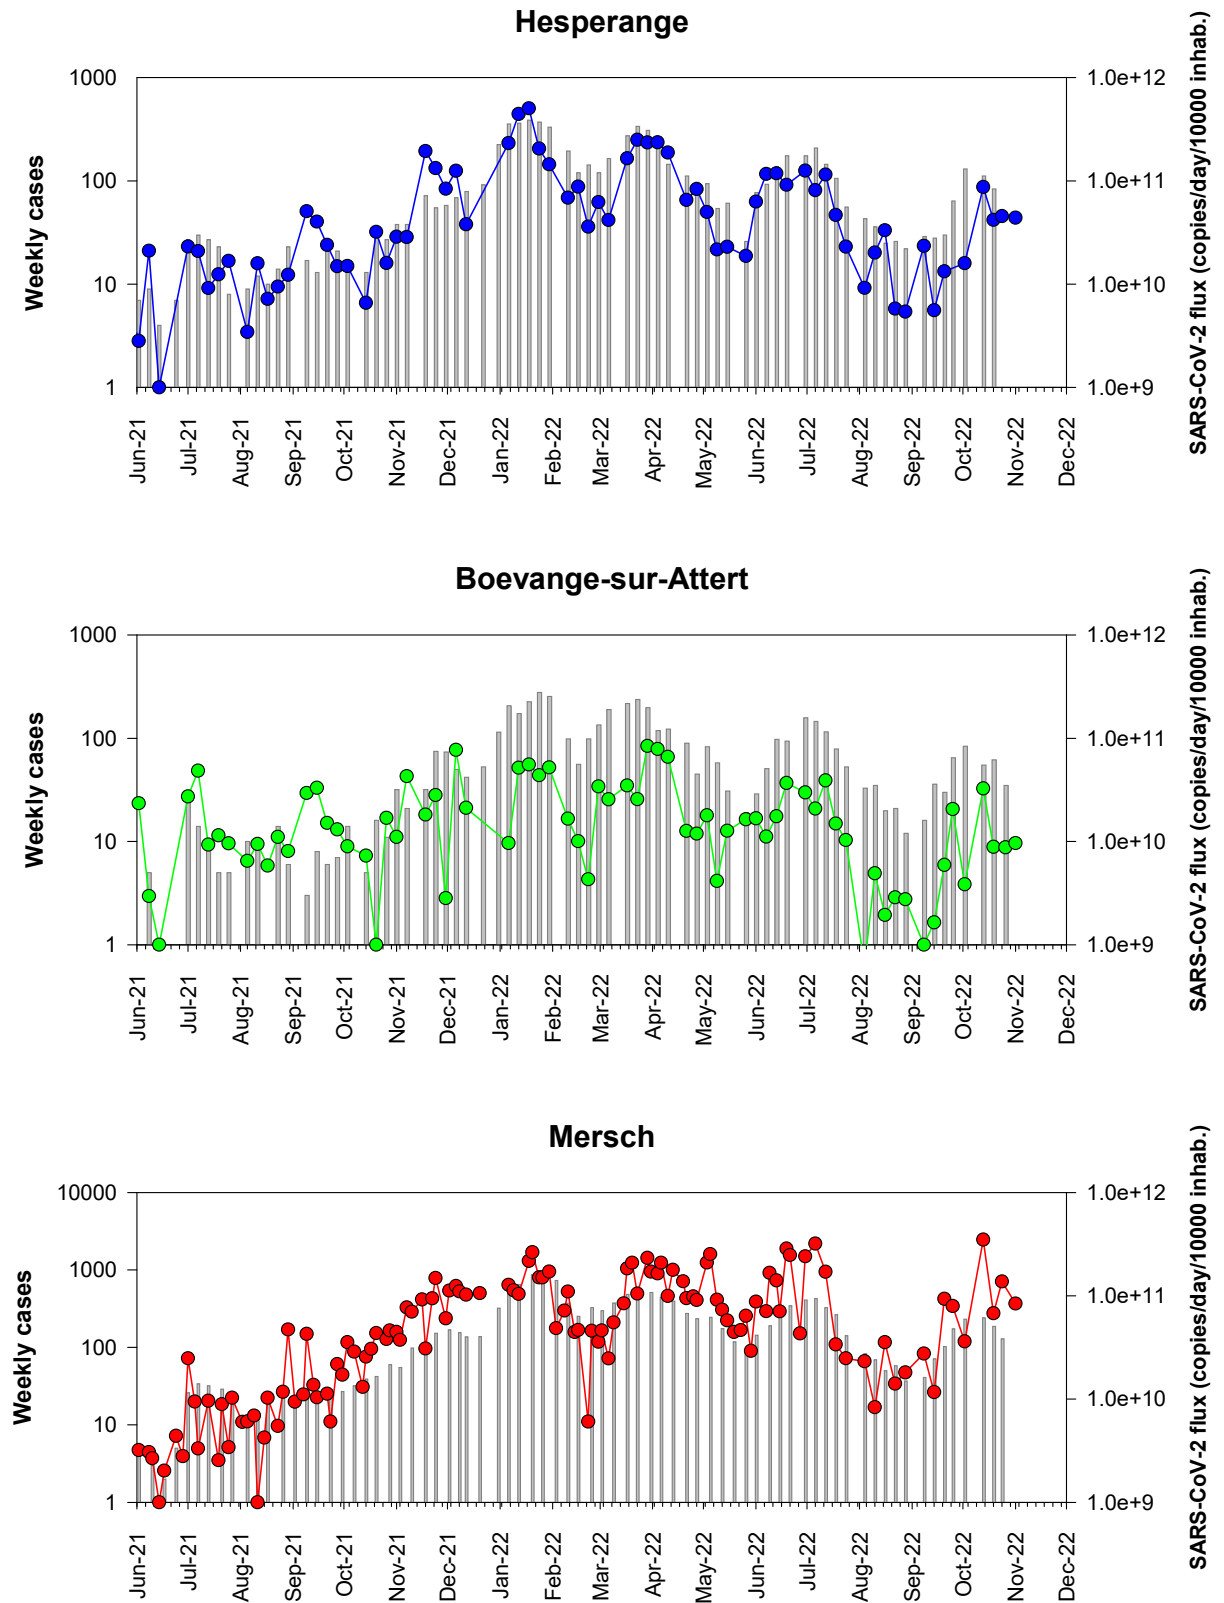 Hesperange
1000
100
10
1
Weekly cases
1.0e+12
1.0e+11
1.0e+10
1.0e+9
SARS-CoV-2 flux (copies/day/10000 inhab.)
Jun-21
Jul-21
Aug-21
Sep-21
Oct-21
Nov-21
Dec-21
Jan-22
Feb-22
Mar-22
Apr-22
May-22
Jun-22
Jul-22
Aug-22
Sep-22
Oct-22
Nov-22
Dec-22
Boevange-sur-Attert
1000
100
10
1
Weekly cases
1.0e+12
1.0e+11
1.0e+10
1.0e+9
SARS-CoV-2 flux (copies/day/10000 inhab.)
Jun-21
Jul-21
Aug-21
Sep-21
Oct-21
Nov-21
Dec-21
Jan-22
Feb-22
Mar-22
Apr-22
May-22
Jun-22
Jul-22
Aug-22
Sep-22
Oct-22
Nov-22
Dec-22
Mersch
10000
1000
100
10
1
Weekly cases
1.0e+12
1.0e+11
1.0e+10
1.0e+9
SARS-CoV-2 flux (copies/day/10000 inhab.)
Jun-21
Jul-21
Aug-21
Sep-21
Oct-21
Nov-21
Dec-21
Jan-22
Feb-22
Mar-22
Apr-22
May-22
Jun-22
Jul-22
Aug-22
Sep-22
Oct-22
Nov-22
Dec-22